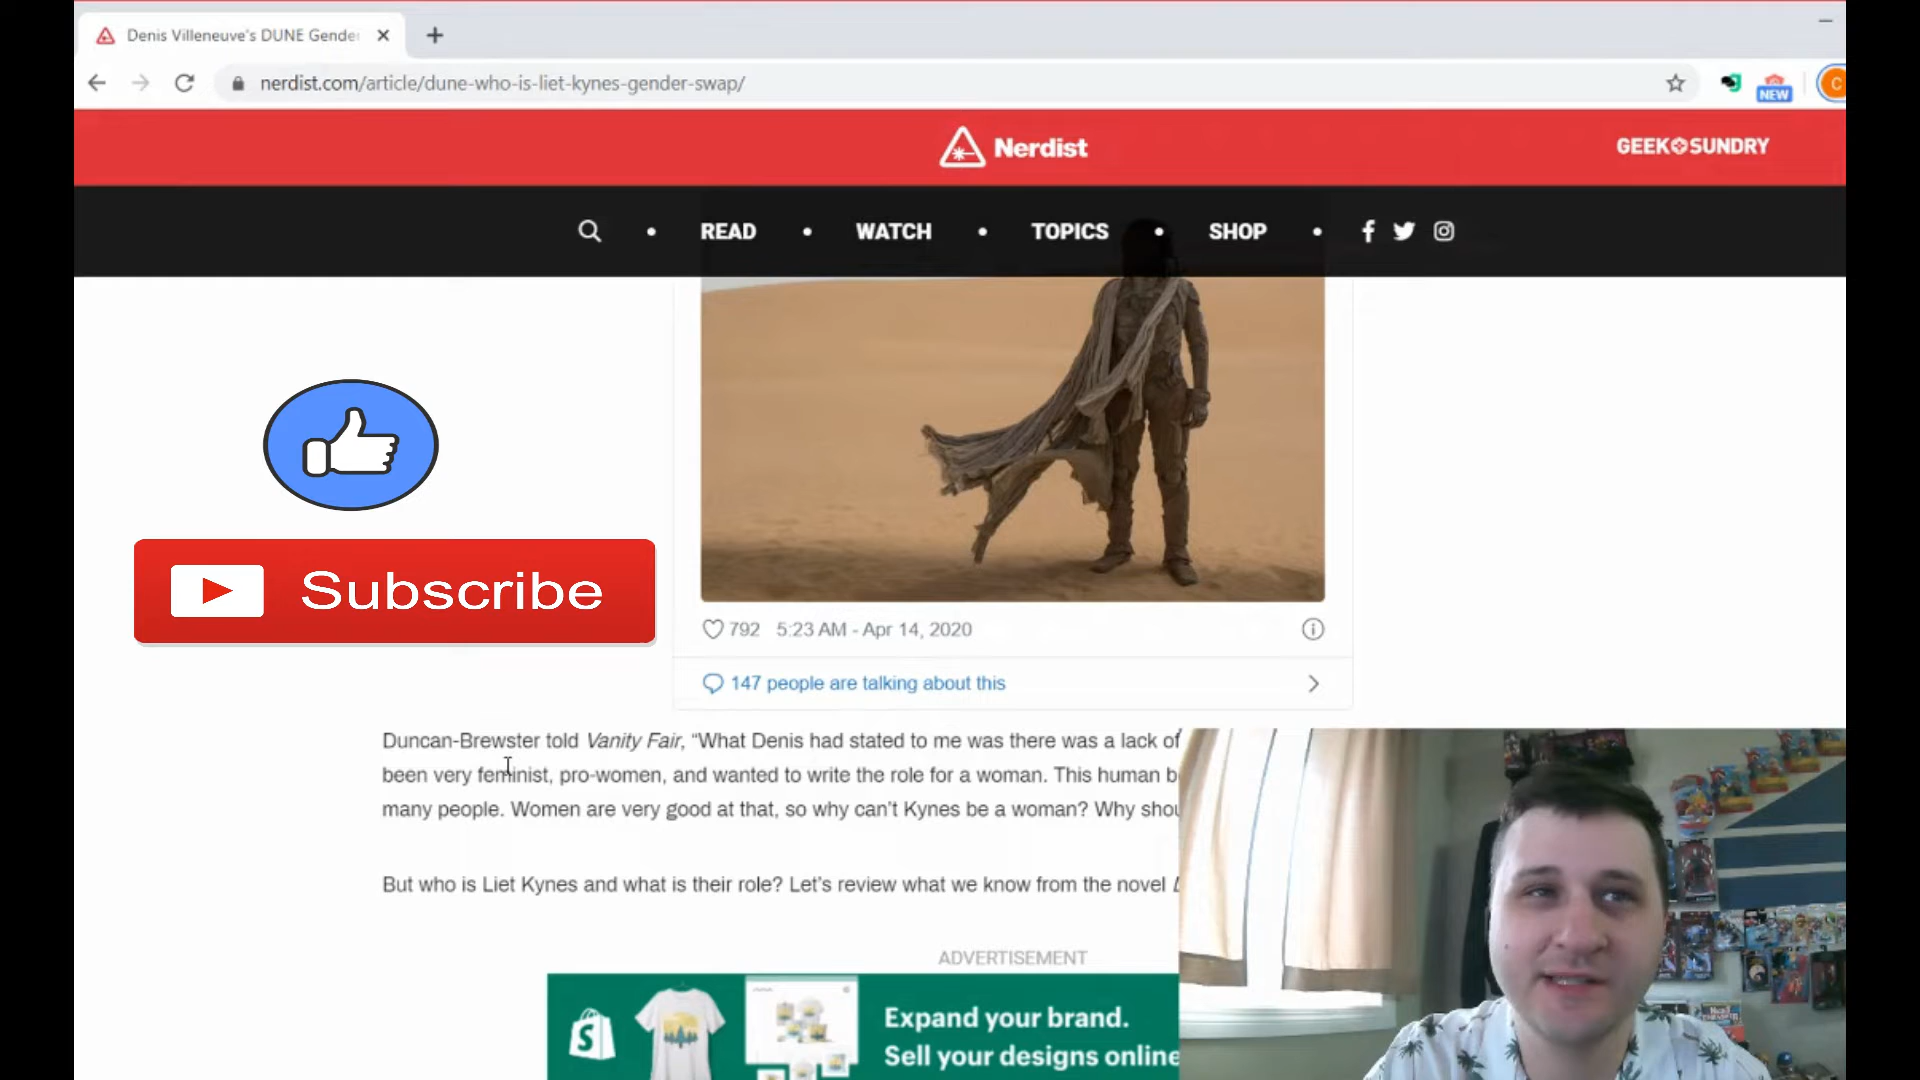 Denis Villeneuve's DUNE Gender
nerdist.com/article/dune-who-is-liet-kynes-gender-swap/
NEW
C
Nerdist
GEEK SUNDRY
READ • WATCH • TOPICS • SHOP •
Subscribe
792 5:23 AM - Apr 14, 2020
147 people are talking about this
Duncan-Brewster told Vanity Fair, “What Denis had stated to me was there was a lack of
been very feminist, pro-women, and wanted to write the role for a woman. This human b
many people. Women are very good at that, so why can’t Kynes be a woman? Why shou
But who is Liet Kynes and what is their role? Let’s review what we know from the novel
ADVERTISEMENT
Expand your brand.
Sell your designs online